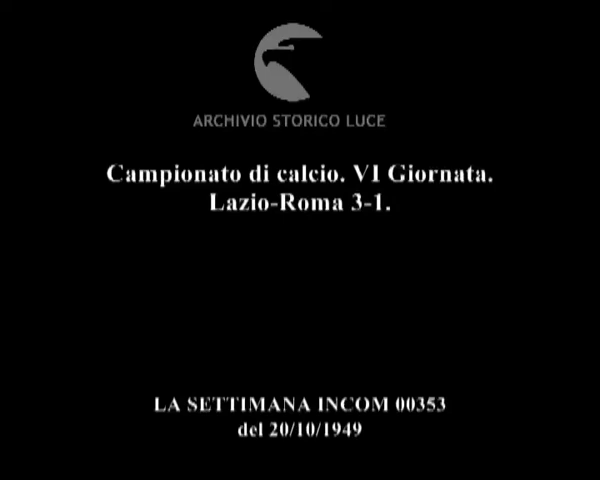 ARCHIVIO STORICO LUCE
Campionato di calcio. VI Giornata.
Lazio-Roma 3-1.
LA SETTIMANA INCOM 00353
del 20/10/1949